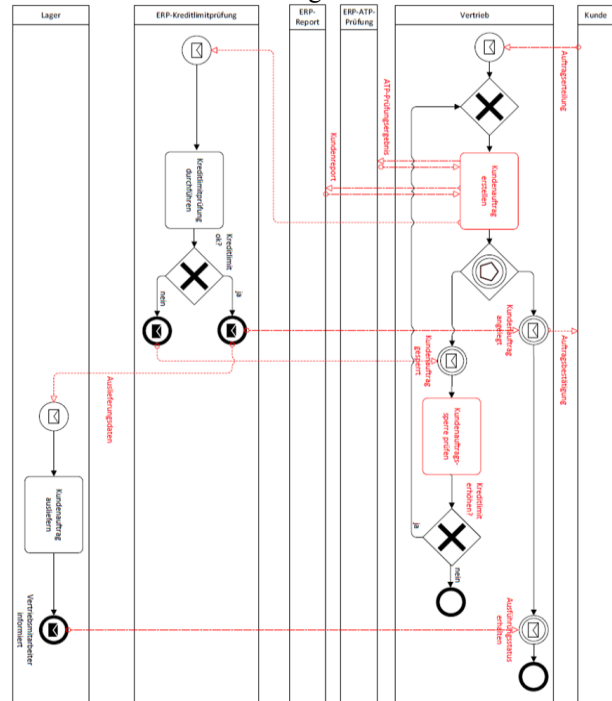 Lager
ERP-Kreditlimitprüfung
ERP-
Report
ERP-ATP-
Prüfung
Vertrieb
Kunde
Auftragserteilung
ATP-Prüfungsergebnis
Kundenreport
Kundenauftrag
erstellen
Kreditlimitprüfung
durchführen
Kreditlimit
ok?
ja
nein
Kundenauftrag
angelegt
Auftragsbestätigung
Kundenauftrag
gesperrt
Auslieferungsdaten
Kundenauftrags-
sperre prüfen
Kreditlimit
erhöhen?
ja
nein
Kundenauftrag
ausliefern
Vertriebsmitarbeiter
informiert
Ausführungsstatus
erhalten